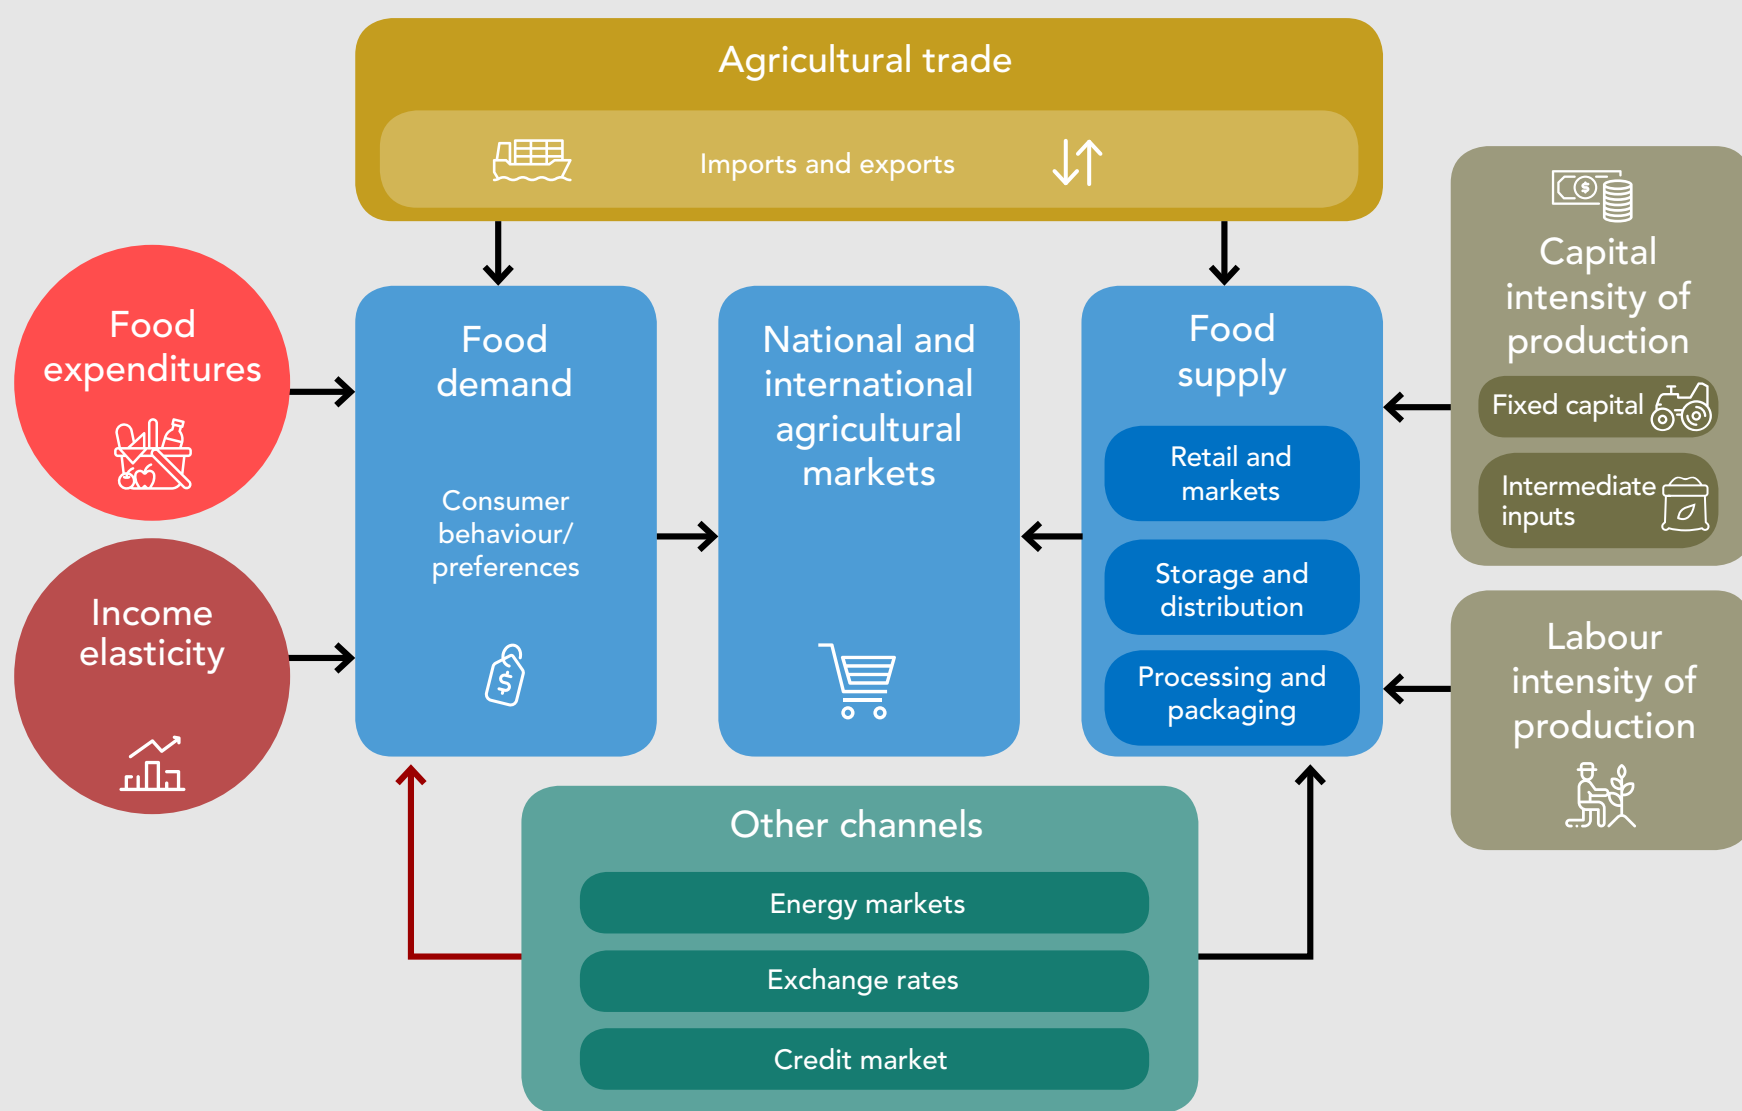 Agricultural trade
Imports and exports
Food
expenditures
Income
elasticity
Food
demand
Consumer
behaviour/
preferences
National and
international
agricultural
markets
Food
supply
Retail and
markets
Storage and
distribution
Processing and
packaging
Capital
intensity of
production
Fixed capital
Intermediate
inputs
Labour
intensity of
production
Other channels
Energy markets
Exchange rates
Credit market